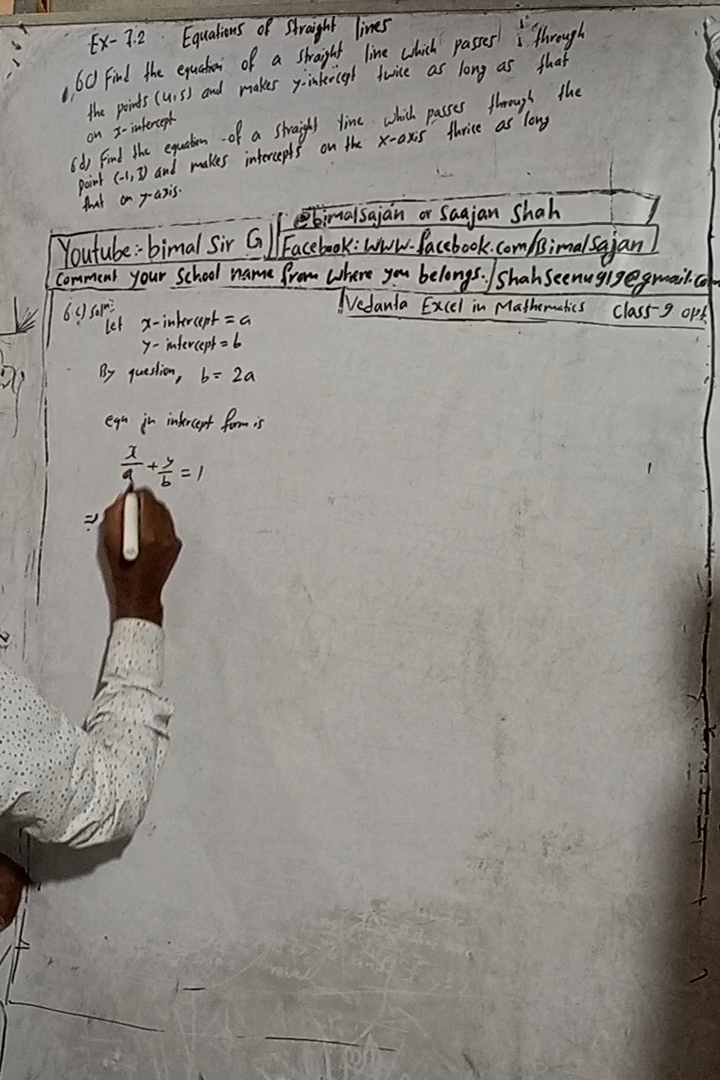 Ex- 7.2 Equations of Straight lines
6c) Find the equation of a straight line which passes through
the points (4,5) and makes y-intercept twice as long as that
on x-intercept
6d) Find the equation of a straight line which passes through the
point (-1,3) and makes intercepts on the x-axis thrice as long
that on y-axis.
@bimalsajan or Saajan Shah
Youtube:- bimal Sir G Facebook: www.facebook.com/Bimalsajan
Comment your School name from where you belongs./Shahseenu919@gmail.com
Vedanta Excel in Mathematics Class-9 opt
6c) Soln:
Let x-intercept = a
y-intercept = b
By question, b = 2a
eqn in intercept form is
x/a + y/b = 1
⇒